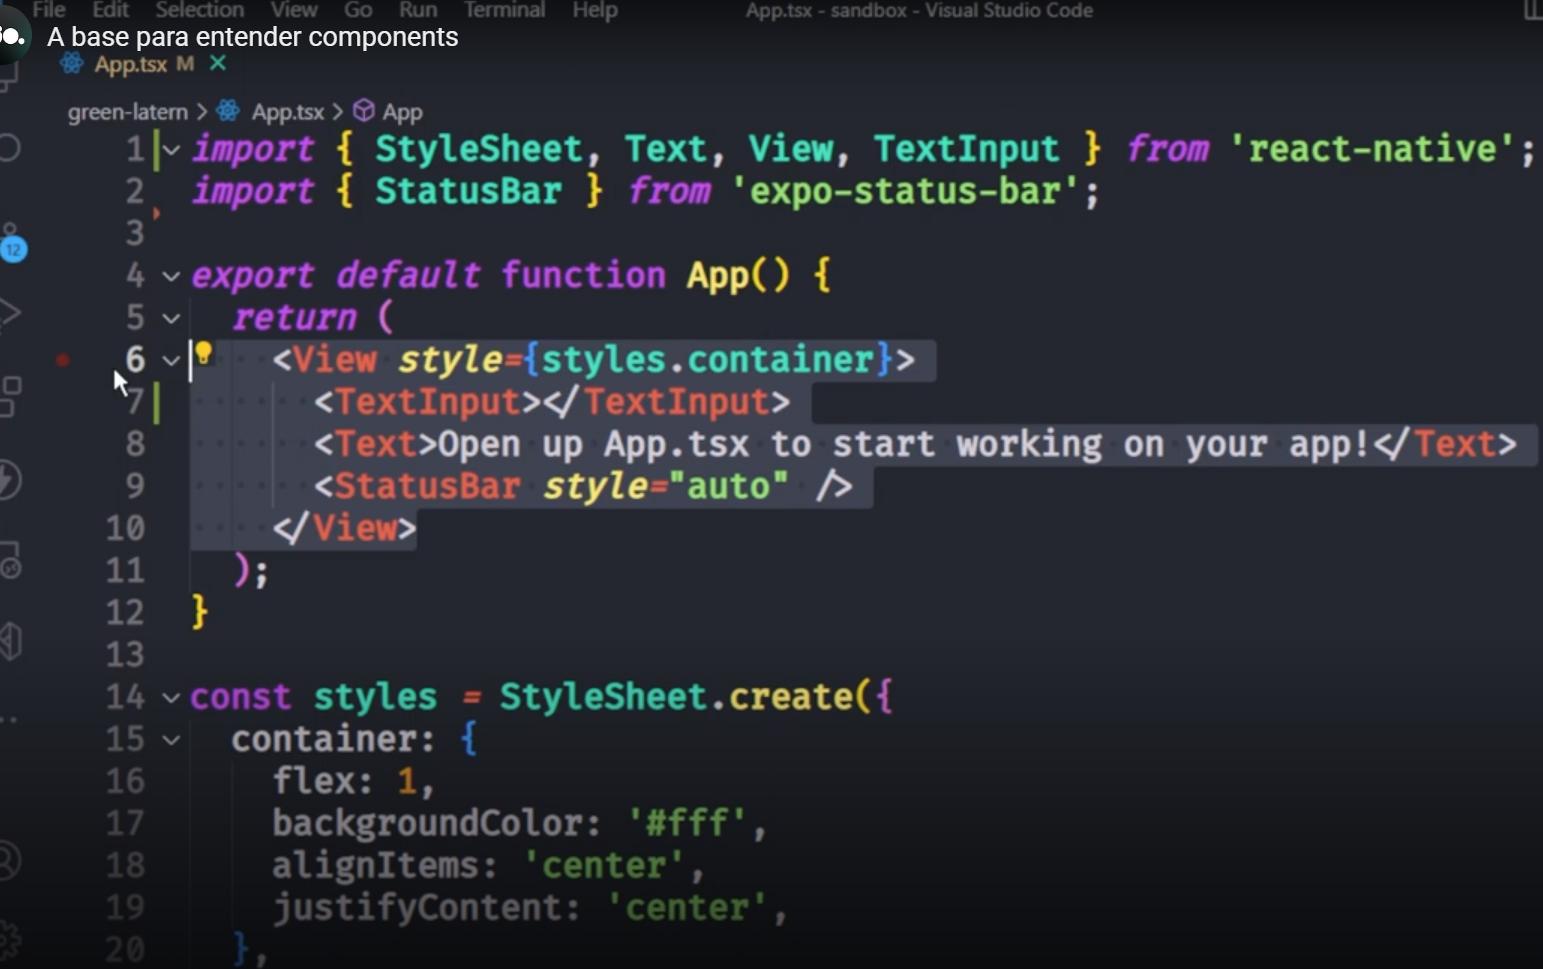 File Edit Selection View Go Run Terminal Help App.tsx - sandbox - Visual Studio Code
A base para entender components
App.tsx M
green-latern > App.tsx > App
1 import { StyleSheet, Text, View, TextInput } from 'react-native';
2 import { StatusBar } from 'expo-status-bar';
3
12
4 export default function App() {
5 return (
6 <View style={styles.container}>
7 <TextInput></TextInput>
8 <Text>Open up App.tsx to start working on your app!</Text>
9 <StatusBar style="auto" />
10 </View>
11 );
12 }
13
14 const styles = StyleSheet.create({
15 container: {
16 flex: 1,
17 backgroundColor: '#fff',
18 alignItems: 'center',
19 justifyContent: 'center',
20 },